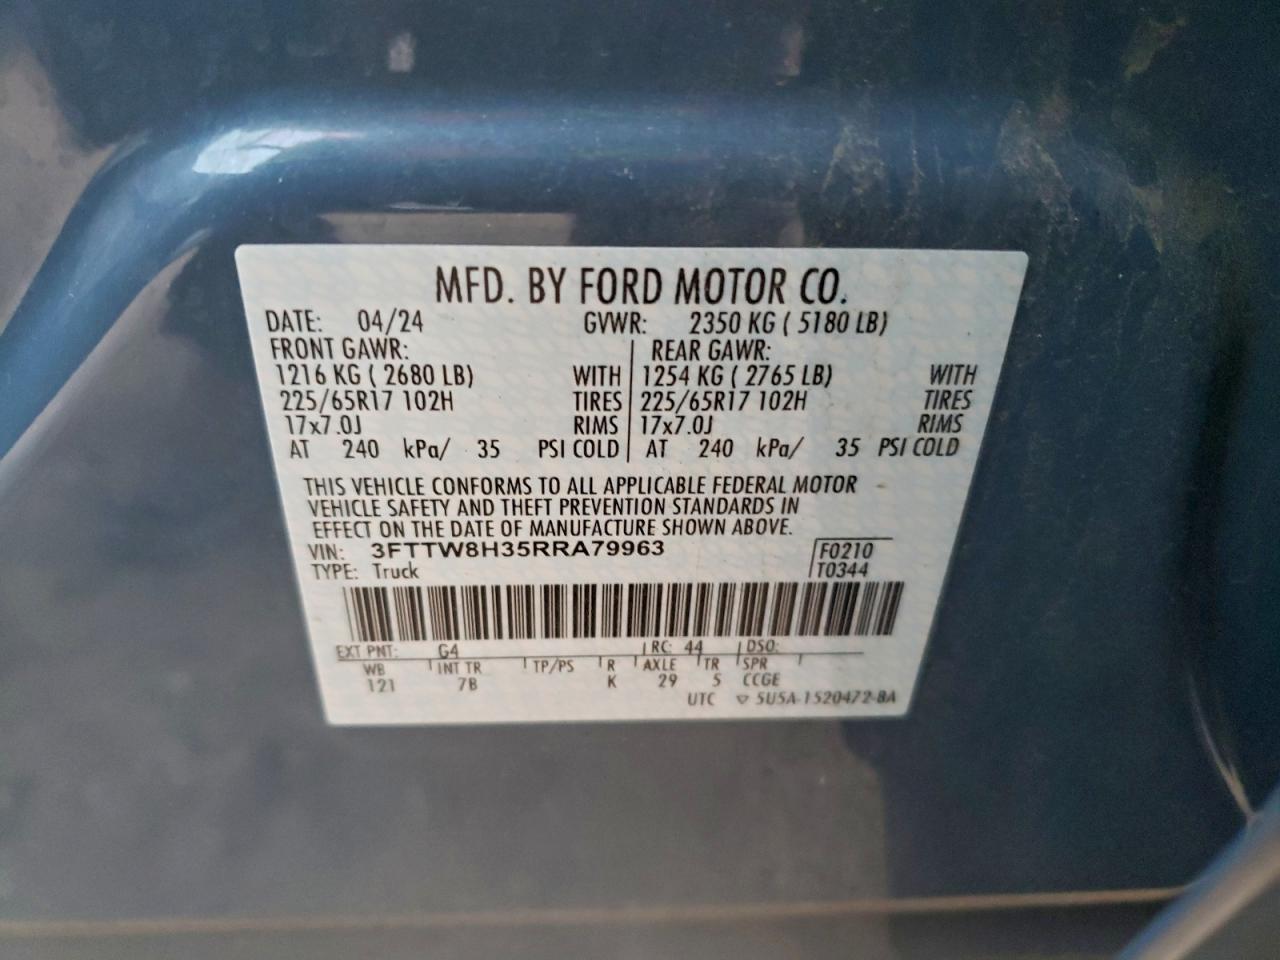 MFD. BY FORD MOTOR CO.
DATE: 04/24 GVWR: 2350 KG ( 5180 LB)
FRONT GAWR: REAR GAWR:
1216 KG ( 2680 LB) WITH 1254 KG ( 2765 LB) WITH
225/65R17 102H TIRES 225/65R17 102H TIRES
17x7.0J RIMS 17x7.0J RIMS
AT 240 kPa/ 35 PSI COLD AT 240 kPa/ 35 PSI COLD
THIS VEHICLE CONFORMS TO ALL APPLICABLE FEDERAL MOTOR
VEHICLE SAFETY AND THEFT PREVENTION STANDARDS IN
EFFECT ON THE DATE OF MANUFACTURE SHOWN ABOVE.
VIN: 3FTTW8H35RRA79963 F0210
TYPE: Truck T0344
EXT PNT: G4 RC: 44 DSO:
WB INT TR TP/PS R AXLE TR SPR
121 7B K 29 5 CCGE
UTC ▽ 5U5A-1520472-BA